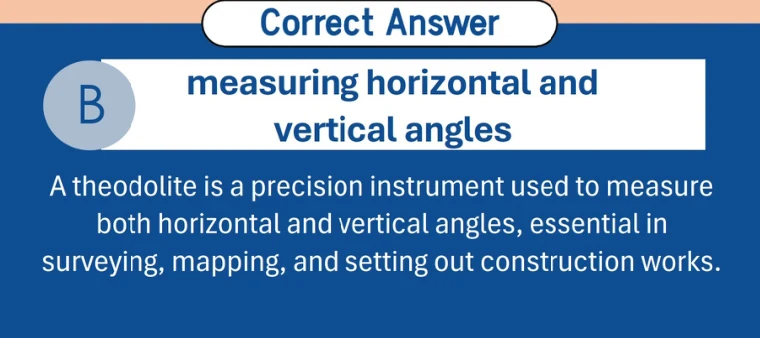 Correct Answer
B
measuring horizontal and
vertical angles
A theodolite is a precision instrument used to measure
both horizontal and vertical angles, essential in
surveying, mapping, and setting out construction works.